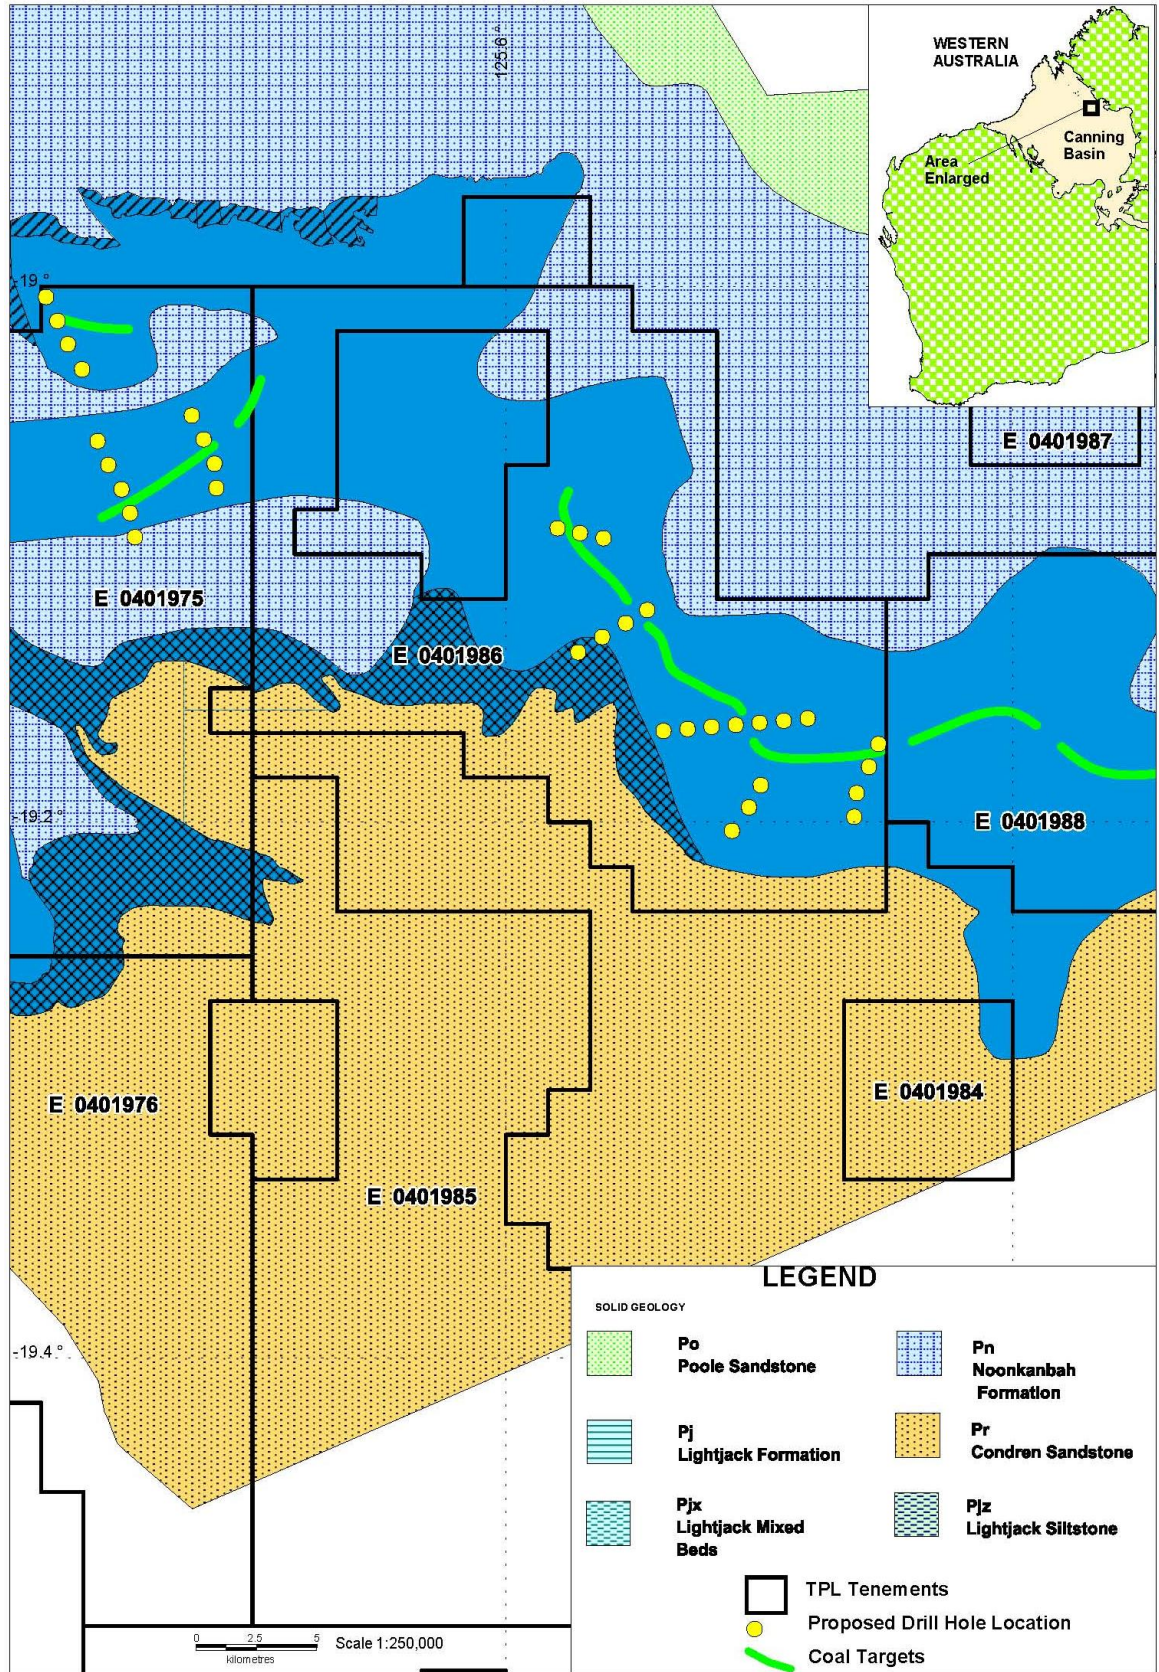 125.6°
WESTERN
AUSTRALIA
Canning
Basin
Area
Enlarged
-19°
E 0401987
E 0401975
E 0401986
-19.2°
E 0401988
E 0401976
E 0401984
E 0401985
-19.4°
LEGEND
SOLID GEOLOGY
Po
Poole Sandstone
Pn
Noonkanbah
Formation
Pj
Lightjack Formation
Pr
Condren Sandstone
Pjx
Lightjack Mixed
Beds
Pjz
Lightjack Siltstone
TPL Tenements
Proposed Drill Hole Location
Coal Targets
0 2.5 5
kilometres
Scale 1:250,000